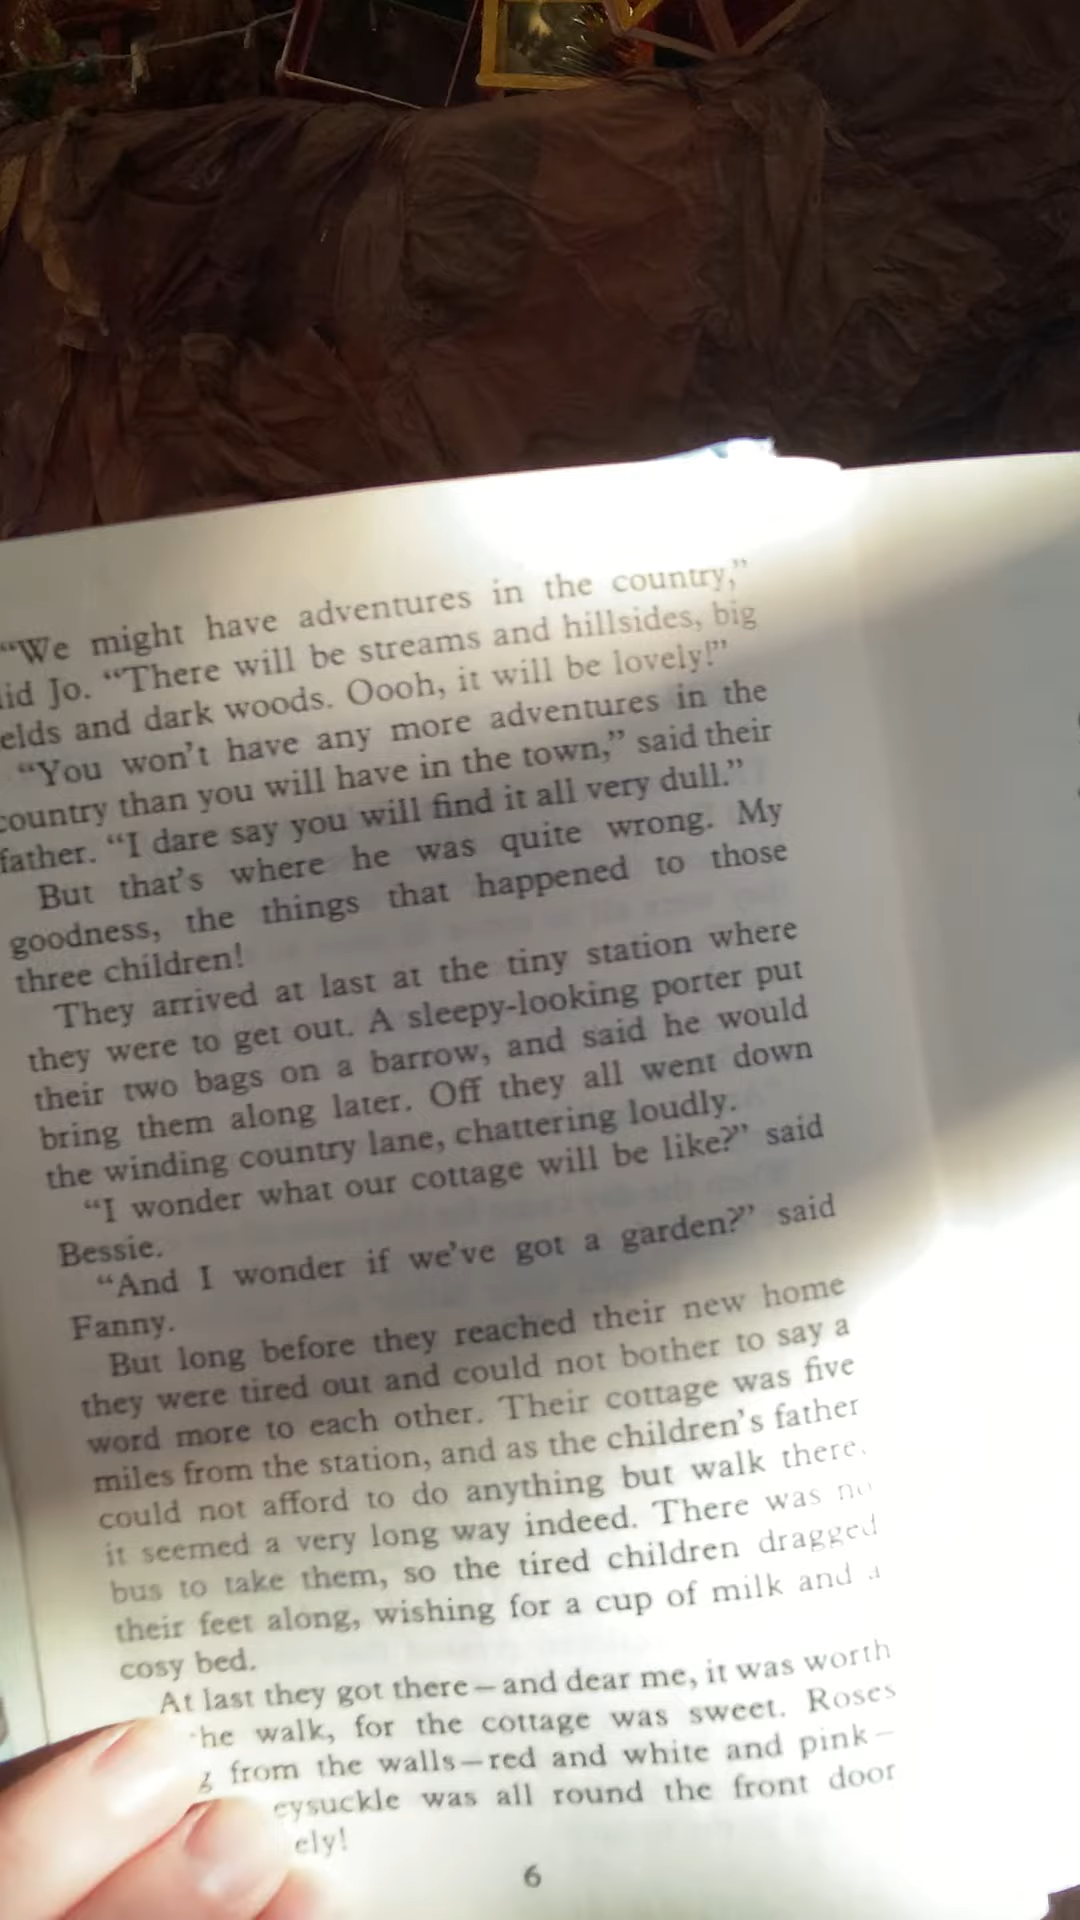 “We might have adventures in the country,”
id Jo. “There will be streams and hillsides, big
elds and dark woods. Oooh, it will be lovely!”
“You won’t have any more adventures in the
country than you will have in the town,” said their
father. “I dare say you will find it all very dull.”
But that’s where he was quite wrong. My
goodness, the things that happened to those
three children!
They arrived at last at the tiny station where
they were to get out. A sleepy-looking porter put
their two bags on a barrow, and said he would
bring them along later. Off they all went down
the winding country lane, chattering loudly.
“I wonder what our cottage will be like?” said
Bessie.
“And I wonder if we’ve got a garden?” said
Fanny.
But long before they reached their new home
they were tired out and could not bother to say a
word more to each other. Their cottage was five
miles from the station, and as the children’s father
could not afford to do anything but walk there,
it seemed a very long way indeed. There was no
bus to take them, so the tired children dragged
their feet along, wishing for a cup of milk and a
cosy bed.
At last they got there—and dear me, it was worth
he walk, for the cottage was sweet. Roses
g from the walls—red and white and pink—
eysuckle was all round the front door
ely!
6